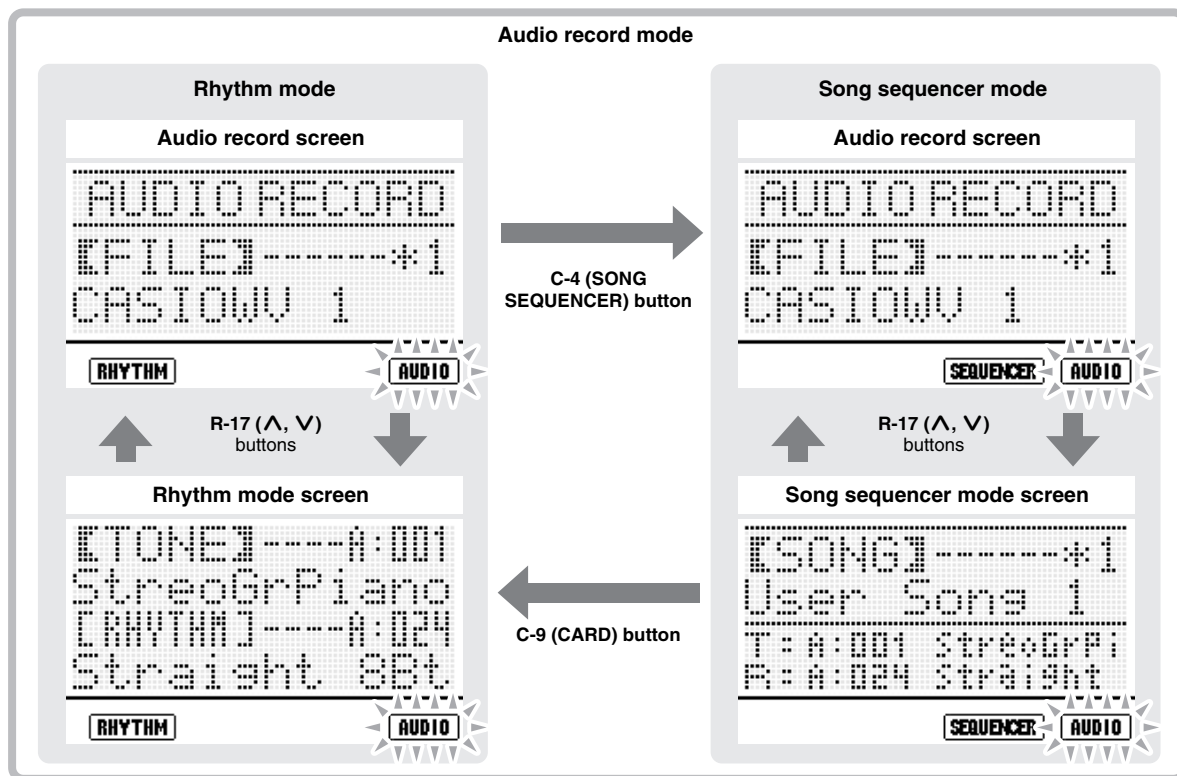 Audio record mode
Rhythm mode
Audio record screen
AUDIO RECORD
【FILE】------*1
CASIOWV 1
RHYTHM
AUDIO
R-17 (∧, ∨)
buttons
Rhythm mode screen
【TONE】----A:001
StreoGrPiano
[RHYTHM]----A:024
Straight 8Bt
RHYTHM
AUDIO
C-4 (SONG
SEQUENCER) button
C-9 (CARD) button
Song sequencer mode
Audio record screen
AUDIO RECORD
【FILE】------*1
CASIOWV 1
SEQUENCER
AUDIO
R-17 (∧, ∨)
buttons
Song sequencer mode screen
【SONG】------*1
User Song 1
T:A:001 StreoGrPi
R:A:024 Straight
SEQUENCER
AUDIO